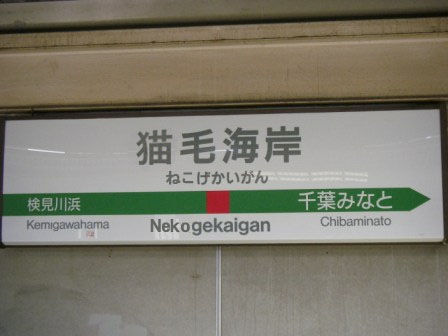 猫毛海岸
ねこげかいがん
検見川浜 千葉みなと
Kemigawahama Nekogekaigan Chibaminato